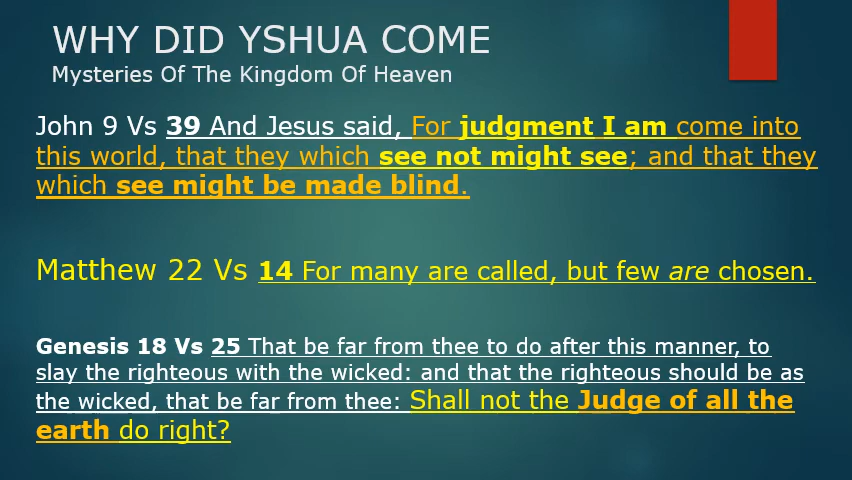 WHY DID YSHUA COME
Mysteries Of The Kingdom Of Heaven
John 9 Vs 39 And Jesus said, For judgment I am come into
this world, that they which see not might see; and that they
which see might be made blind.
Matthew 22 Vs 14 For many are called, but few are chosen.
Genesis 18 Vs 25 That be far from thee to do after this manner, to
slay the righteous with the wicked: and that the righteous should be as
the wicked, that be far from thee: Shall not the Judge of all the
earth do right?